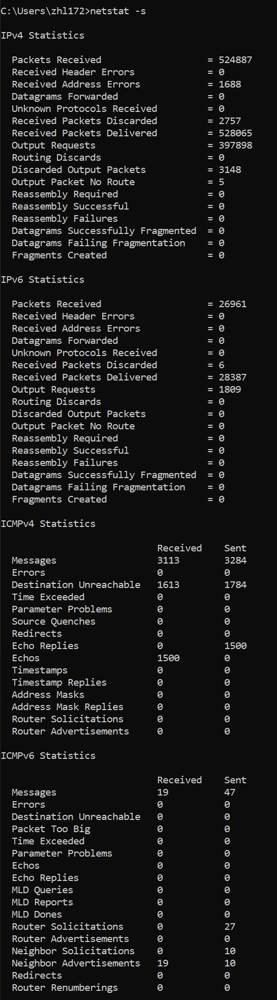 C:\Users\zhl172>netstat -s
IPv4 Statistics
Packets Received = 524887
Received Header Errors = 0
Received Address Errors = 1688
Datagrams Forwarded = 0
Unknown Protocols Received = 0
Received Packets Discarded = 2757
Received Packets Delivered = 528065
Output Requests = 397898
Routing Discards = 0
Discarded Output Packets = 3148
Output Packet No Route = 5
Reassembly Required = 0
Reassembly Successful = 0
Reassembly Failures = 0
Datagrams Successfully Fragmented = 0
Datagrams Failing Fragmentation = 0
Fragments Created = 0
IPv6 Statistics
Packets Received = 26961
Received Header Errors = 0
Received Address Errors = 0
Datagrams Forwarded = 0
Unknown Protocols Received = 0
Received Packets Discarded = 6
Received Packets Delivered = 28387
Output Requests = 1809
Routing Discards = 0
Discarded Output Packets = 0
Output Packet No Route = 0
Reassembly Required = 0
Reassembly Successful = 0
Reassembly Failures = 0
Datagrams Successfully Fragmented = 0
Datagrams Failing Fragmentation = 0
Fragments Created = 0
ICMPv4 Statistics
Received Sent
Messages 3113 3284
Errors 0 0
Destination Unreachable 1613 1784
Time Exceeded 0 0
Parameter Problems 0 0
Source Quenches 0 0
Redirects 0 0
Echo Replies 0 1500
Echos 1500 0
Timestamps 0 0
Timestamp Replies 0 0
Address Masks 0 0
Address Mask Replies 0 0
Router Solicitations 0 0
Router Advertisements 0 0
ICMPv6 Statistics
Received Sent
Messages 19 47
Errors 0 0
Destination Unreachable 0 0
Packet Too Big 0 0
Time Exceeded 0 0
Parameter Problems 0 0
Echos 0 0
Echo Replies 0 0
MLD Queries 0 0
MLD Reports 0 0
MLD Dones 0 0
Router Solicitations 0 27
Router Advertisements 0 0
Neighbor Solicitations 0 10
Neighbor Advertisements 19 10
Redirects 0 0
Router Renumberings 0 0